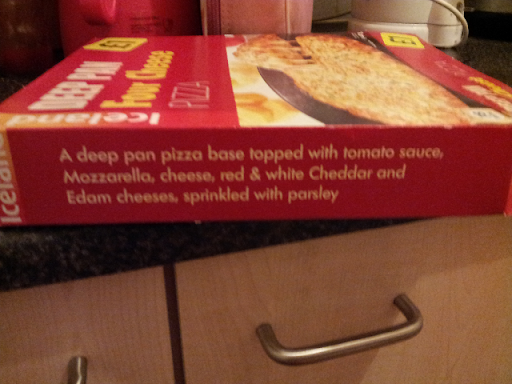 DEEP PAN
Four Cheese
PIZZA
Iceland
A deep pan pizza base topped with tomato sauce,
Mozzarella, cheese, red & white Cheddar and
Edam cheeses, sprinkled with parsley
Iceland